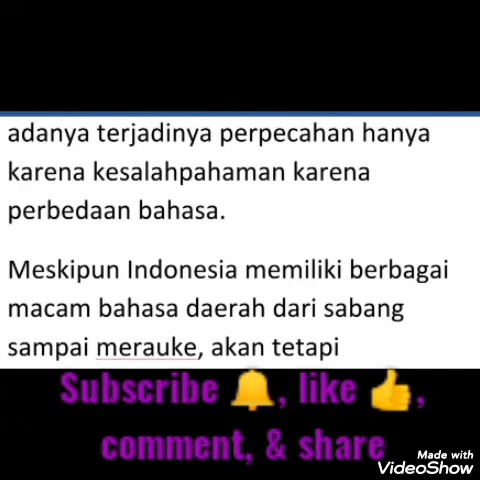 adanya terjadinya perpecahan hanya
karena kesalahpahaman karena
perbedaan bahasa.
Meskipun Indonesia memiliki berbagai
macam bahasa daerah dari sabang
sampai merauke, akan tetapi
Subscribe 🔔, like 👍,
comment, & share
Made with
VideoShow